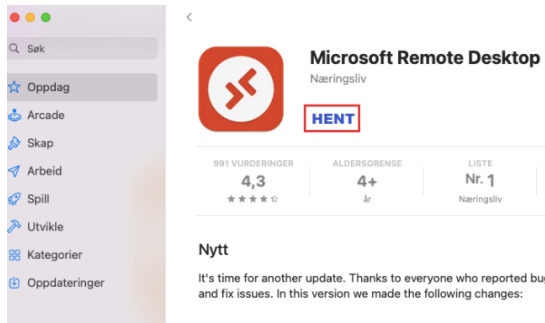 Søk
Oppdag
Arcade
Skap
Arbeid
Spill
Utvikle
Kategorier
Oppdateringer
Microsoft Remote Desktop
Næringsliv
HENT
991 VURDERINGER
4,3
ALDERSGRENSE
4+
år
LISTE
Nr. 1
Næringsliv
Nytt
It's time for another update. Thanks to everyone who reported bu
and fix issues. In this version we made the following changes: